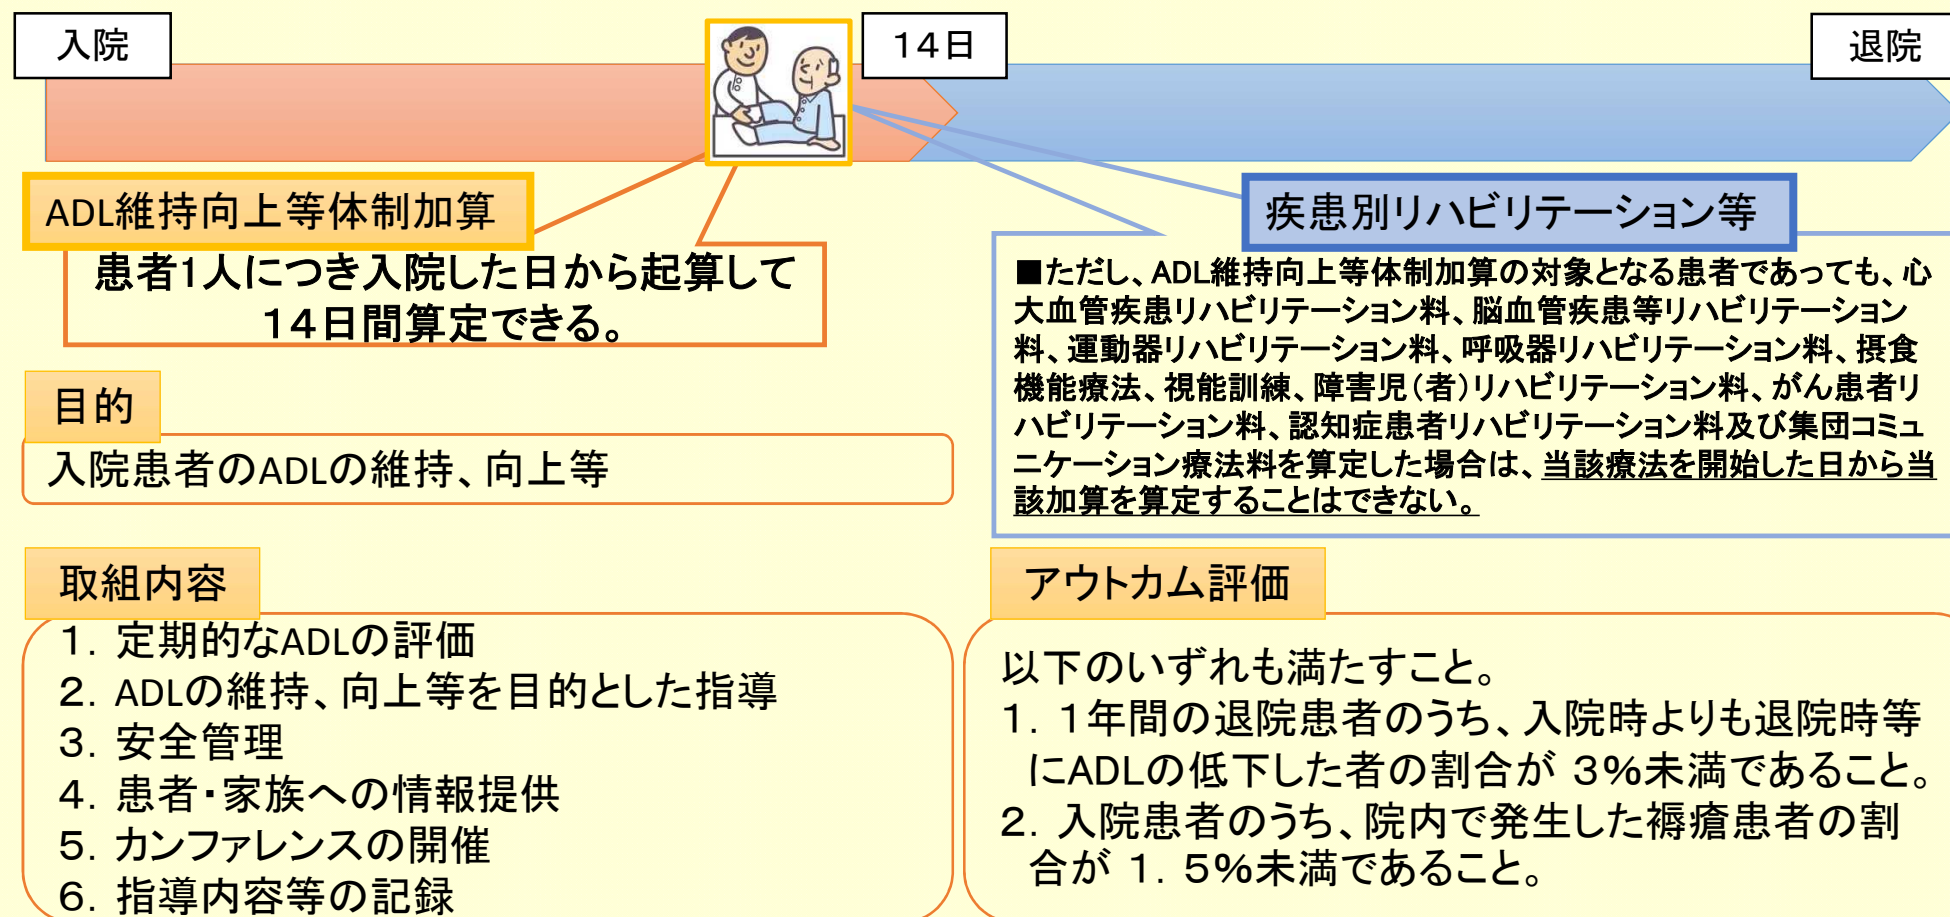 入院
14日
退院
ADL維持向上等体制加算
患者1人につき入院した日から起算して
14日間算定できる。
疾患別リハビリテーション等
■ただし、ADL維持向上等体制加算の対象となる患者であっても、心
大血管疾患リハビリテーション料、脳血管疾患等リハビリテーション
料、運動器リハビリテーション料、呼吸器リハビリテーション料、摂食
機能療法、視能訓練、障害児(者)リハビリテーション料、がん患者リ
ハビリテーション料、認知症患者リハビリテーション料及び集団コミュ
ニケーション療法料を算定した場合は、当該療法を開始した日から当
該加算を算定することはできない。
目的
入院患者のADLの維持、向上等
取組内容
1. 定期的なADLの評価
2. ADLの維持、向上等を目的とした指導
3. 安全管理
4. 患者・家族への情報提供
5. カンファレンスの開催
6. 指導内容等の記録
アウトカム評価
以下のいずれも満たすこと。
1. 1年間の退院患者のうち、入院時よりも退院時等
にADLの低下した者の割合が 3%未満であること。
2. 入院患者のうち、院内で発生した褥瘡患者の割
合が 1. 5%未満であること。